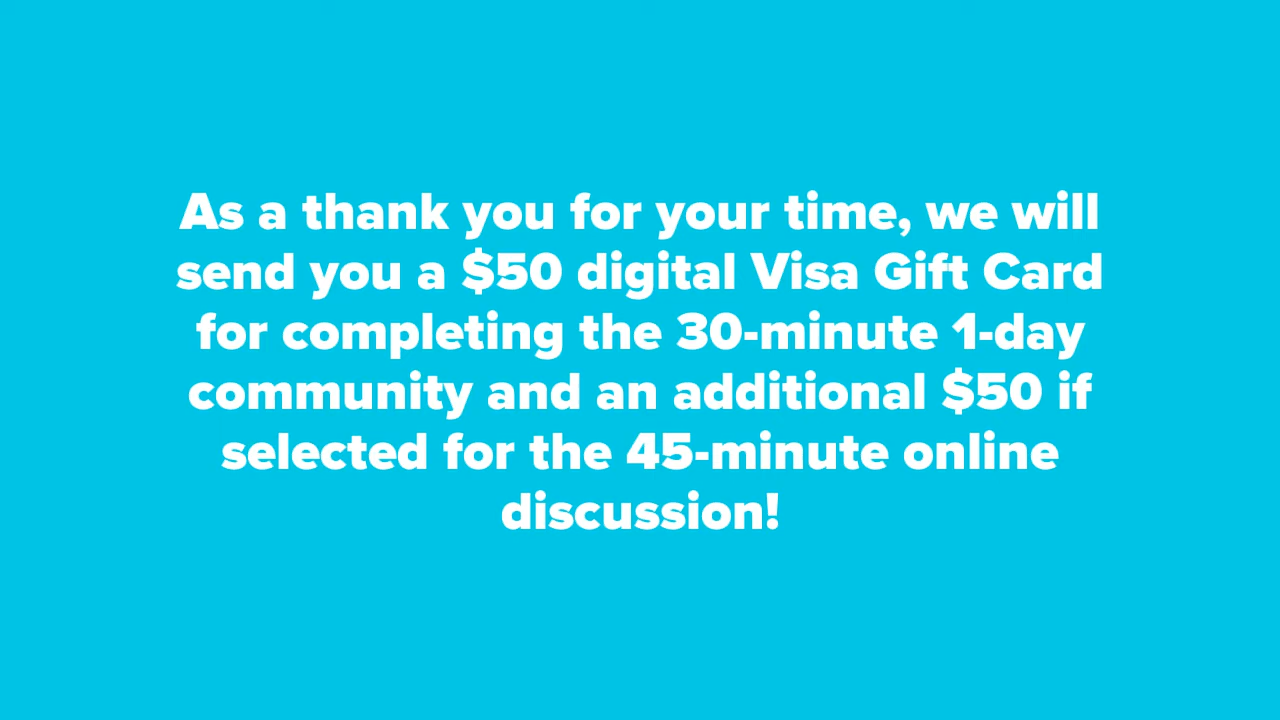 As a thank you for your time, we will
send you a $50 digital Visa Gift Card
for completing the 30-minute 1-day
community and an additional $50 if
selected for the 45-minute online
discussion!